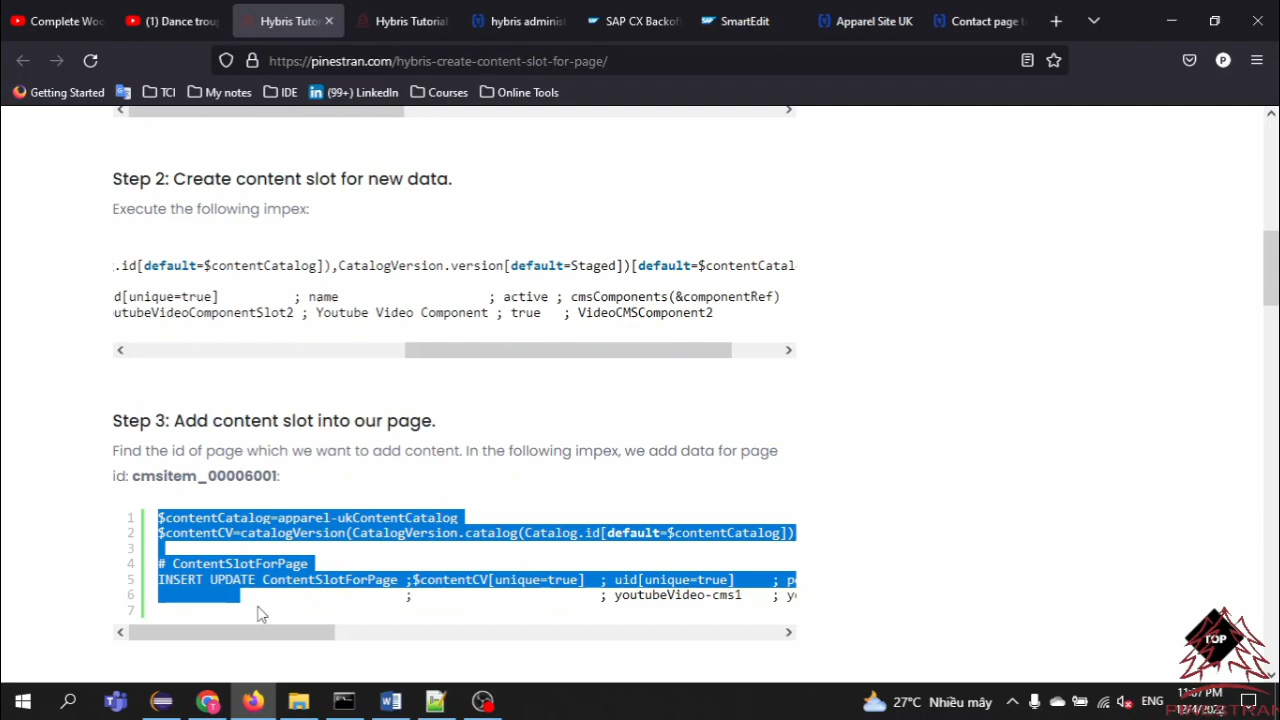 Complete Woo
(1) Dance troup
Hybris Tutor
Hybris Tutorial
hybris administ
SAP CX Backoff
SmartEdit
Apparel Site UK
Contact page t
https://pinestran.com/hybris-create-content-slot-for-page/
P
Getting Started
TCI
My notes
IDE
(99+) LinkedIn
Courses
Online Tools
Step 2: Create content slot for new data.
Execute the following impex:
.id[default=$contentCatalog]),CatalogVersion.version[default=Staged])[default=$contentCatal
d[unique=true] ; name ; active ; cmsComponents(&componentRef)
utubeVideoComponentSlot2 ; Youtube Video Component ; true ; VideoCMSComponent2
Step 3: Add content slot into our page.
Find the id of page which we want to add content. In the following impex, we add data for page
id: cmsitem_00006001:
1 $contentCatalog=apparel-ukContentCatalog
2 $contentCV=catalogVersion(CatalogVersion.catalog(Catalog.id[default=$contentCatalog])
3
4 # ContentSlotForPage
5 INSERT UPDATE ContentSlotForPage ;$contentCV[unique=true] ; uid[unique=true] ; p
6 ; ; youtubeVideo-cms1 ; y
7
TOP
27°C Nhiều mây
ENG
11:07 PM
PINESTRAN